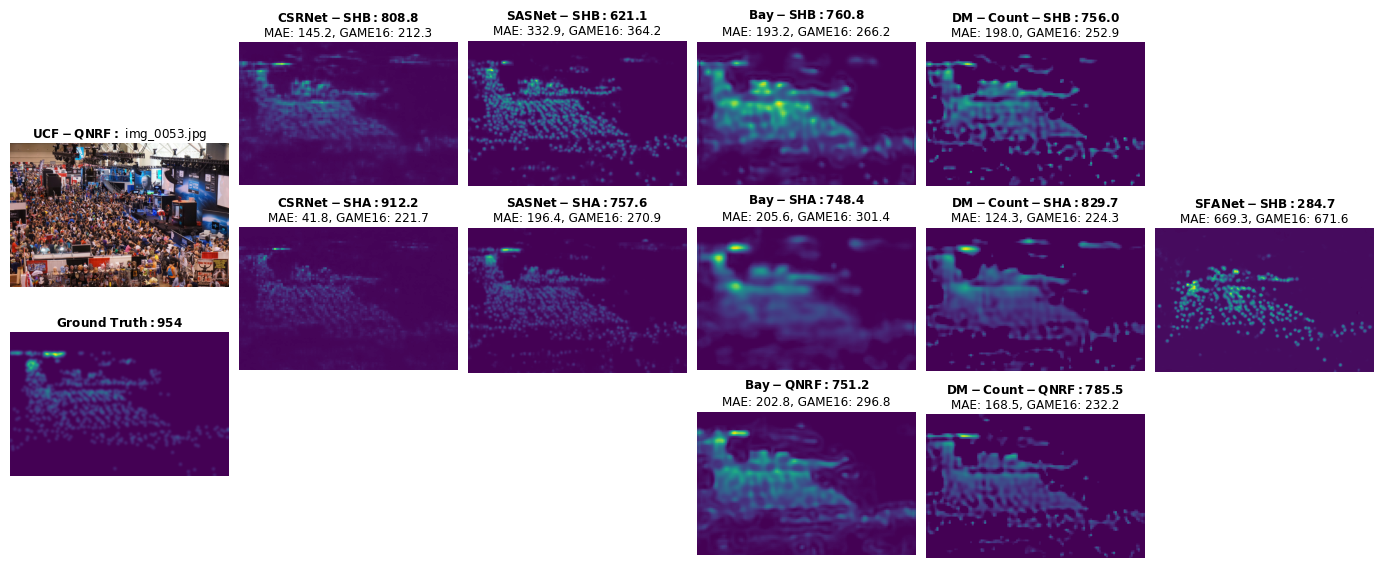 UCF − QNRF : img_0053.jpg
Ground Truth : 954
CSRNet − SHB : 808.8
MAE: 145.2, GAME16: 212.3
SASNet − SHB : 621.1
MAE: 332.9, GAME16: 364.2
Bay − SHB : 760.8
MAE: 193.2, GAME16: 266.2
DM − Count − SHB : 756.0
MAE: 198.0, GAME16: 252.9
CSRNet − SHA : 912.2
MAE: 41.8, GAME16: 221.7
SASNet − SHA : 757.6
MAE: 196.4, GAME16: 270.9
Bay − SHA : 748.4
MAE: 205.6, GAME16: 301.4
DM − Count − SHA : 829.7
MAE: 124.3, GAME16: 224.3
SFANet − SHB : 284.7
MAE: 669.3, GAME16: 671.6
Bay − QNRF : 751.2
MAE: 202.8, GAME16: 296.8
DM − Count − QNRF : 785.5
MAE: 168.5, GAME16: 232.2